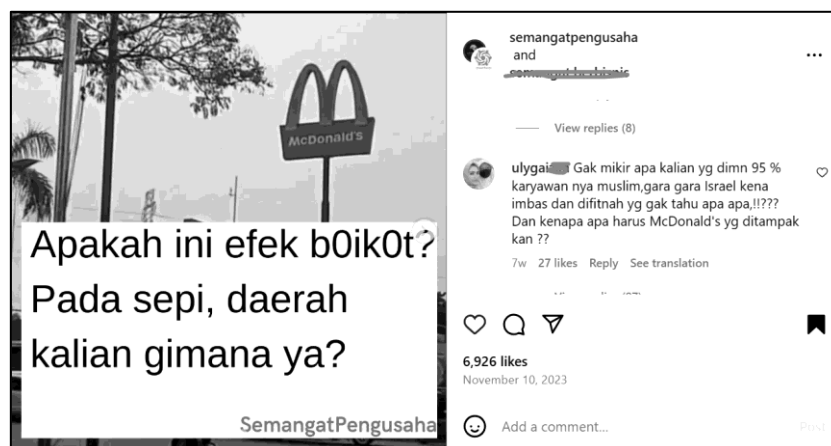 McDonald's
Apakah ini efek b0ik0t?
Pada sepi, daerah
kalian gimana ya?
SemangatPengusaha
semangatpengusaha
and
View replies (8)
Gak mikir apa kalian yg dimn 95 %
karyawan nya muslim,gara gara Israel kena
imbas dan difitnah yg gak tahu apa apa,!!???
Dan kenapa apa harus McDonald's yg ditampak
kan ??
7w 27 likes Reply See translation
6,926 likes
November 10, 2023
Add a comment...
Post